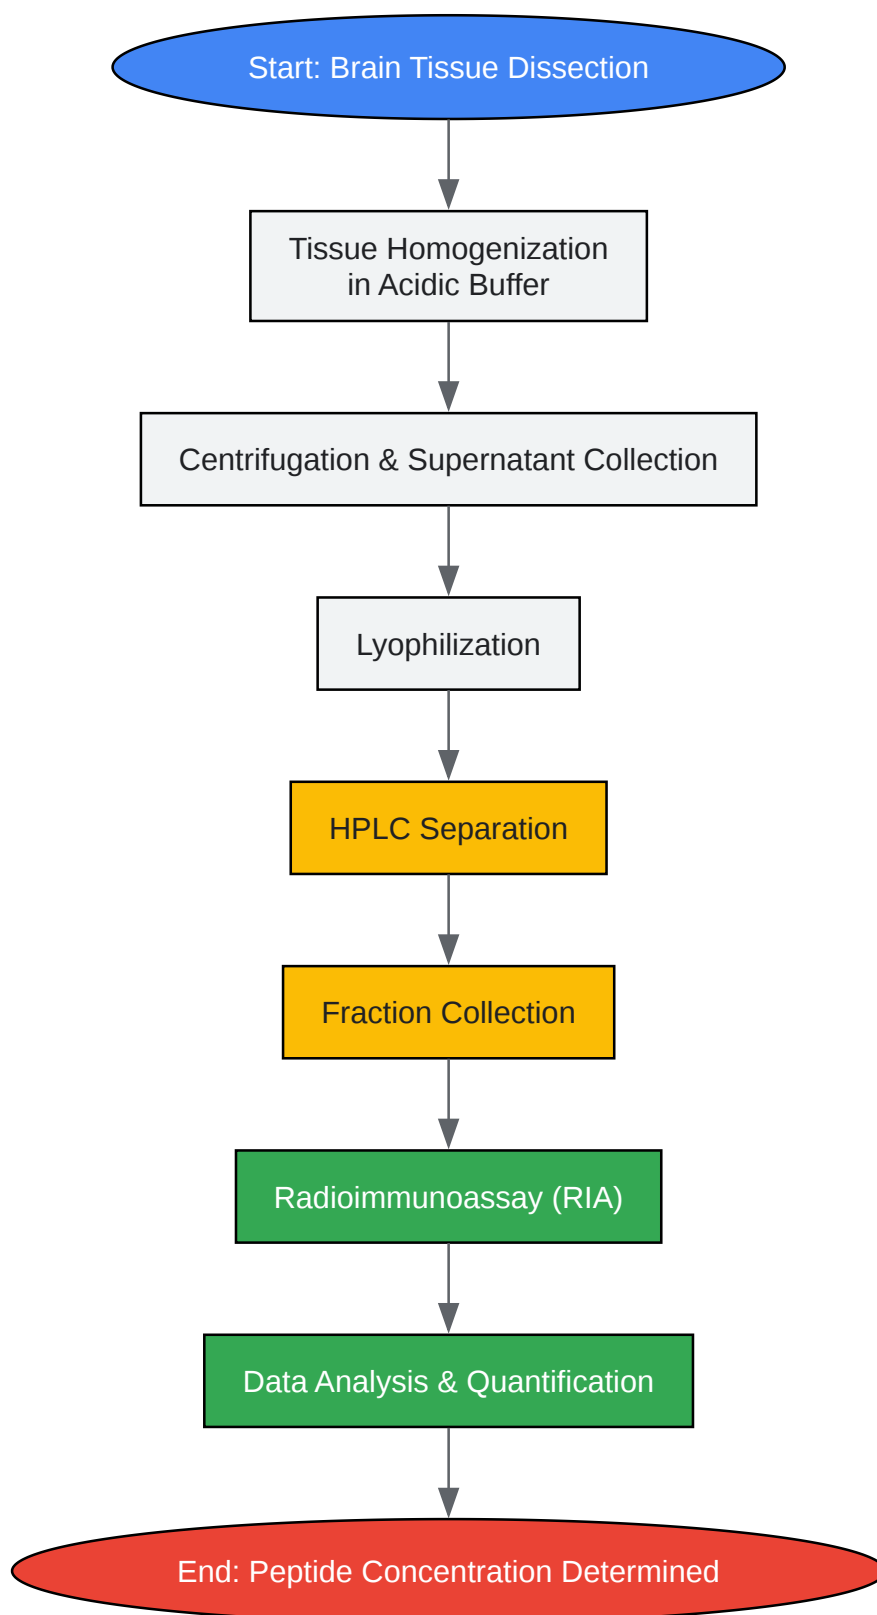 Start: Brain Tissue Dissection
Tissue Homogenization
in Acidic Buffer
Centrifugation & Supernatant Collection
Lyophilization
HPLC Separation
Fraction Collection
Radioimmunoassay (RIA)
Data Analysis & Quantification
End: Peptide Concentration Determined